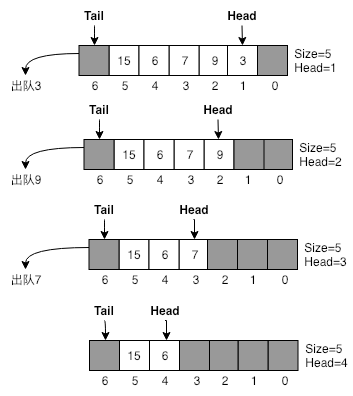 Tail Head
15 6 7 9 3
Size=5
Head=1
出队3
6 5 4 3 2 1 0
Tail Head
15 6 7 9
Size=5
Head=2
出队9
6 5 4 3 2 1 0
Tail Head
15 6 7
Size=5
Head=3
出队7
6 5 4 3 2 1 0
Tail Head
15 6
Size=5
Head=4
6 5 4 3 2 1 0